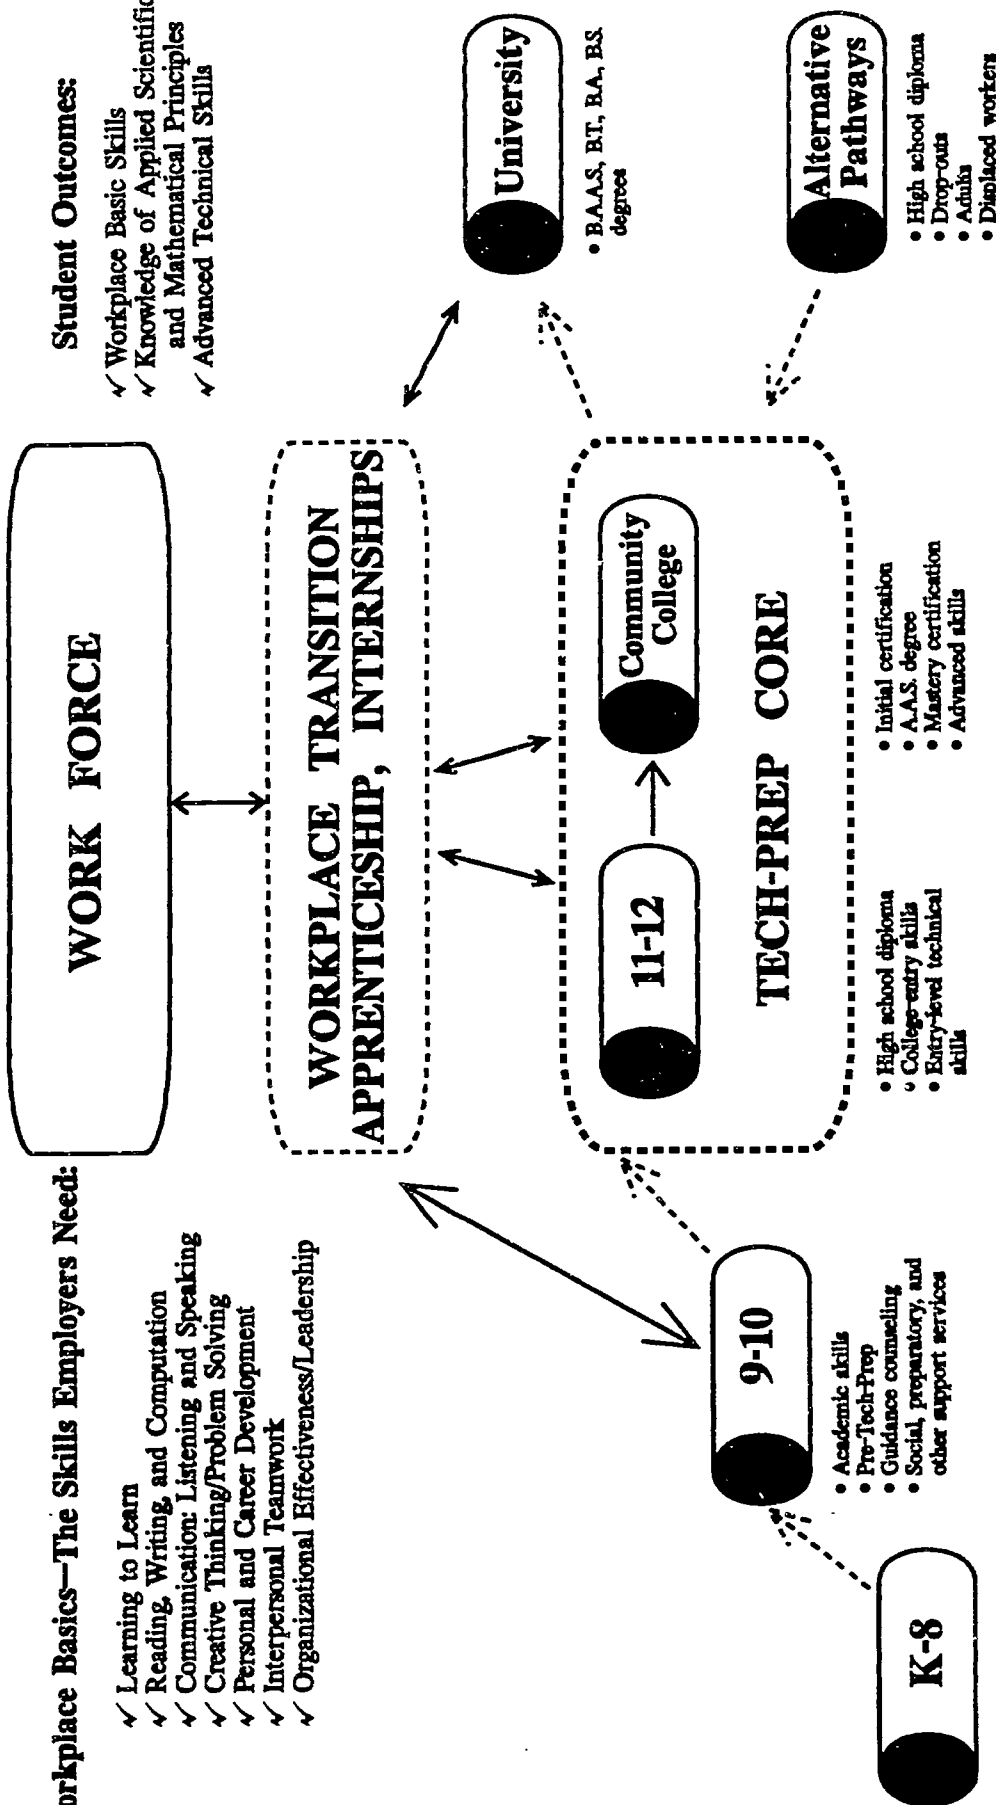 orkplace Basics—The Skills Employers Need:
✓ Learning to Learn
✓ Reading, Writing, and Computation
✓ Communication: Listening and Speaking
✓ Creative Thinking/Problem Solving
✓ Personal and Career Development
✓ Interpersonal Teamwork
✓ Organizational Effectiveness/Leadership
WORK FORCE
Student Outcomes:
✓ Workplace Basic Skills
✓ Knowledge of Applied Scientific
and Mathematical Principles
✓ Advanced Technical Skills
WORKPLACE TRANSITION
APPRENTICESHIP, INTERNSHIPS
University
• B.A.A.S., B.T., B.A., B.S.
degrees
11-12
Community
College
TECH-PREP CORE
• High school diploma
• College-entry skills
• Entry-level technical
skills
• Initial certification
• A.A.S. degree
• Mastery certification
• Advanced skills
Alternative
Pathways
• High school diploma
• Drop-outs
• Adults
• Displaced workers
9-10
• Academic skills
• Pre-Tech-Prep
• Guidance counseling
• Social, preparatory, and
other support services
K-8